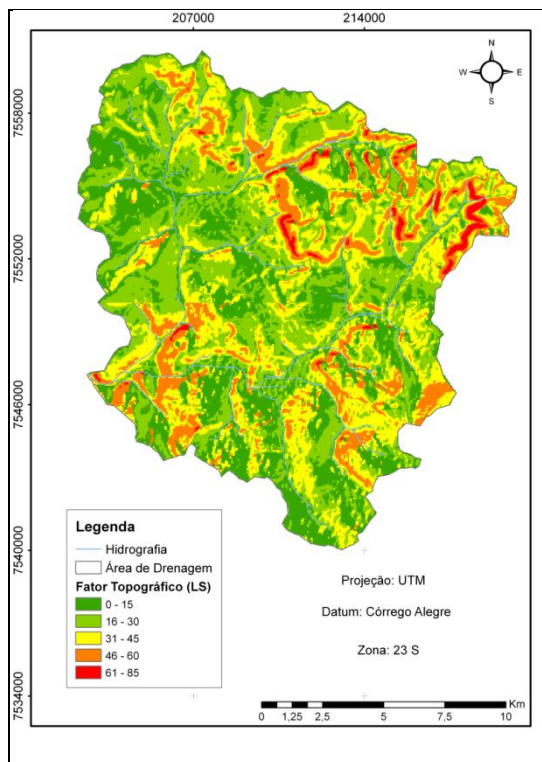 207000 214000
N
W E
S
7558000
7552000
7546000
7540000
7534000
Legenda
Hidrografia
Área de Drenagem
Fator Topográfico (LS)
0 - 15
16 - 30
31 - 45
46 - 60
61 - 85
Projeção: UTM
Datum: Córrego Alegre
Zona: 23 S
Km
0 1,25 2,5 5 7,5 10